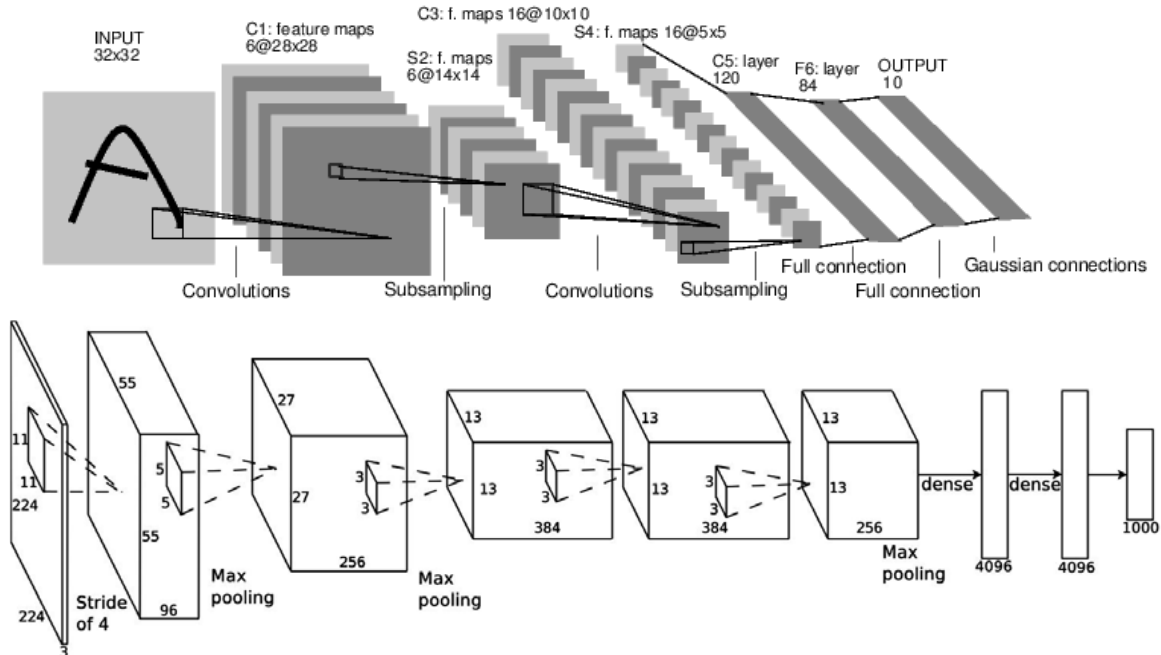 INPUT
32x32
C1: feature maps
6@28x28
S2: f. maps
6@14x14
C3: f. maps 16@10x10
S4: f. maps 16@5x5
C5: layer
120
F6: layer
84
OUTPUT
10
Convolutions
Subsampling
Convolutions
Subsampling
Full connection
Full connection
Gaussian connections
11
11
224
224
3
Stride
of 4
55
55
5
5
96
Max
pooling
27
27
3
3
256
Max
pooling
13
13
3
3
384
13
13
3
3
384
13
13
256
Max
pooling
dense
4096
dense
4096
1000